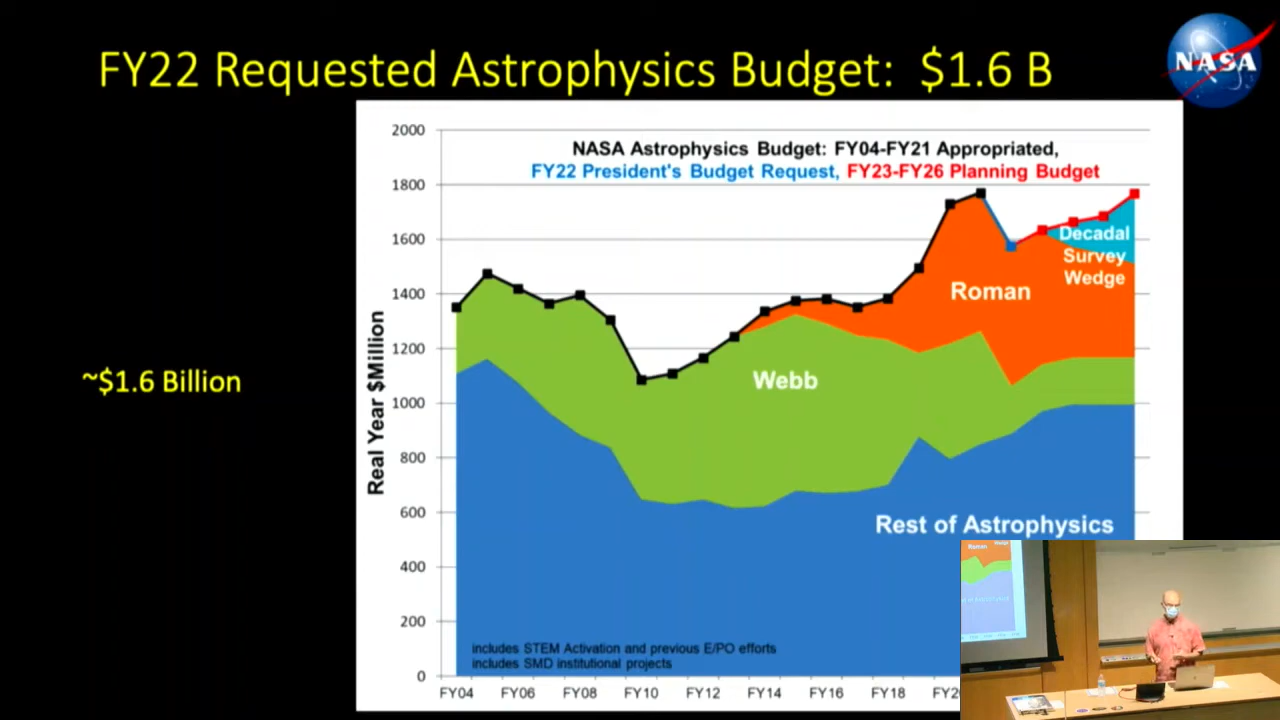 FY22 Requested Astrophysics Budget: $1.6 B
NASA
NASA Astrophysics Budget: FY04-FY21 Appropriated,
FY22 President's Budget Request, FY23-FY26 Planning Budget
2000
1800
1600
1400
1200
1000
800
600
400
200
0
Real Year $Million
~$1.6 Billion
Decadal
Survey
Wedge
Roman
Webb
Rest of Astrophysics
includes STEM Activation and previous E/PO efforts
includes SMD institutional projects
FY04
FY06
FY08
FY10
FY12
FY14
FY16
FY18
Roman